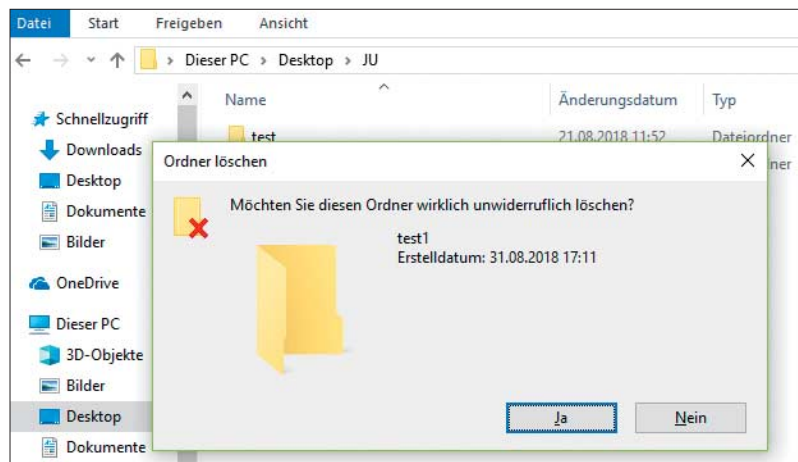 Datei Start Freigeben Ansicht
Dieser PC > Desktop > JU
Name Änderungsdatum Typ
Schnellzugriff
Downloads
Desktop
Dokumente
Bilder
OneDrive
Dieser PC
3D-Objekte
Bilder
Desktop
Dokumente
test 21.08.2018 11:52 Dateiordner
ner
Ordner löschen
Möchten Sie diesen Ordner wirklich unwiderruflich löschen?
test1
Erstelldatum: 31.08.2018 17:11
Ja Nein